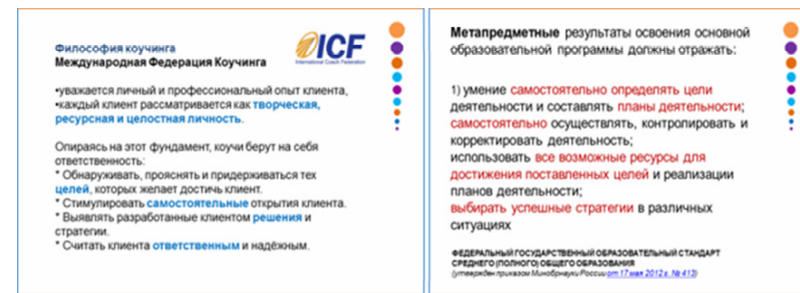 Философия коучинга
Международная Федерация Коучинга
ICF
International Coach Federation
•уважается личный и профессиональный опыт клиента,
•каждый клиент рассматривается как творческая,
ресурсная и целостная личность.
Опираясь на этот фундамент, коучи берут на себя
ответственность:
* Обнаруживать, прояснять и придерживаться тех
целей, которых желает достичь клиент.
* Стимулировать самостоятельные открытия клиента.
* Выявлять разработанные клиентом решения и
стратегии.
* Считать клиента ответственным и надёжным.
Метапредметные результаты освоения основной
образовательной программы должны отражать:
1) умение самостоятельно определять цели
деятельности и составлять планы деятельности;
самостоятельно осуществлять, контролировать и
корректировать деятельность;
использовать все возможные ресурсы для
достижения поставленных целей и реализации
планов деятельности;
выбирать успешные стратегии в различных
ситуациях
ФЕДЕРАЛЬНЫЙ ГОСУДАРСТВЕННЫЙ ОБРАЗОВАТЕЛЬНЫЙ СТАНДАРТ
СРЕДНЕГО (ПОЛНОГО) ОБЩЕГО ОБРАЗОВАНИЯ
(утвержден приказом Минобрнауки России от 17 мая 2012 г. № 413)